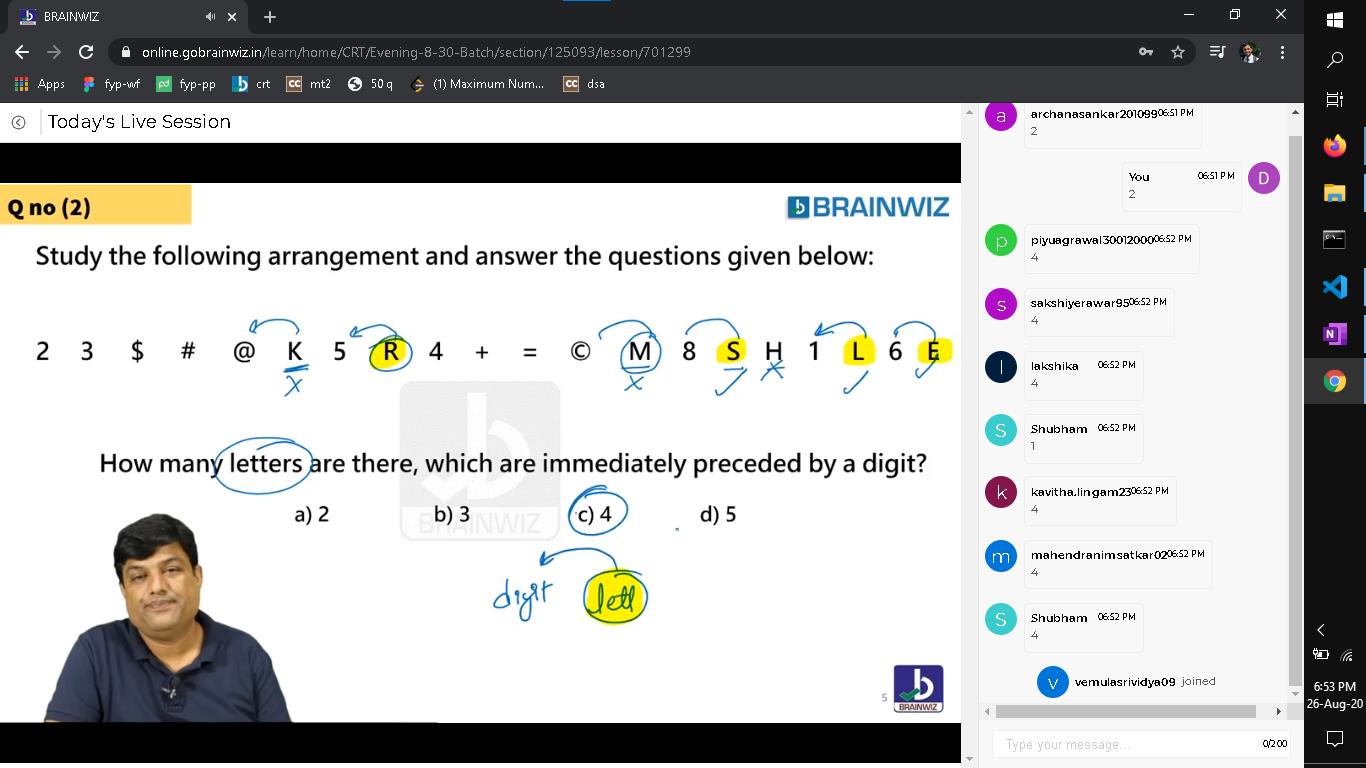 BRAINWIZ
online.gobrainwiz.in/learn/home/CRT/Evening-8-30-Batch/section/125093/lesson/701299
Apps fyp-wf fyp-pp crt mt2 50 q (1) Maximum Num... dsa
Today's Live Session
Q no (2)
BRAINWIZ
Study the following arrangement and answer the questions given below:
2 3 $ # @ K 5 R 4 + = © M 8 S H 1 L 6 E
How many letters are there, which are immediately preceded by a digit?
a) 2 b) 3 c) 4 d) 5
BRAINWIZ
digit lett
5
BRAINWIZ
archanasankar201099 06:51 PM
2
You 06:51 PM
2
piyuagrawal30012000 06:52 PM
4
sakshiyerawar95 06:52 PM
4
lakshika 06:52 PM
4
Shubham 06:52 PM
1
kavitha.lingam23 06:52 PM
4
mahendranimsatkar02 06:52 PM
4
Shubham 06:52 PM
4
vemulasrividya09 joined
Type your message... 0/200
a
D
p
s
l
S
k
m
S
v
6:53 PM
26-Aug-20